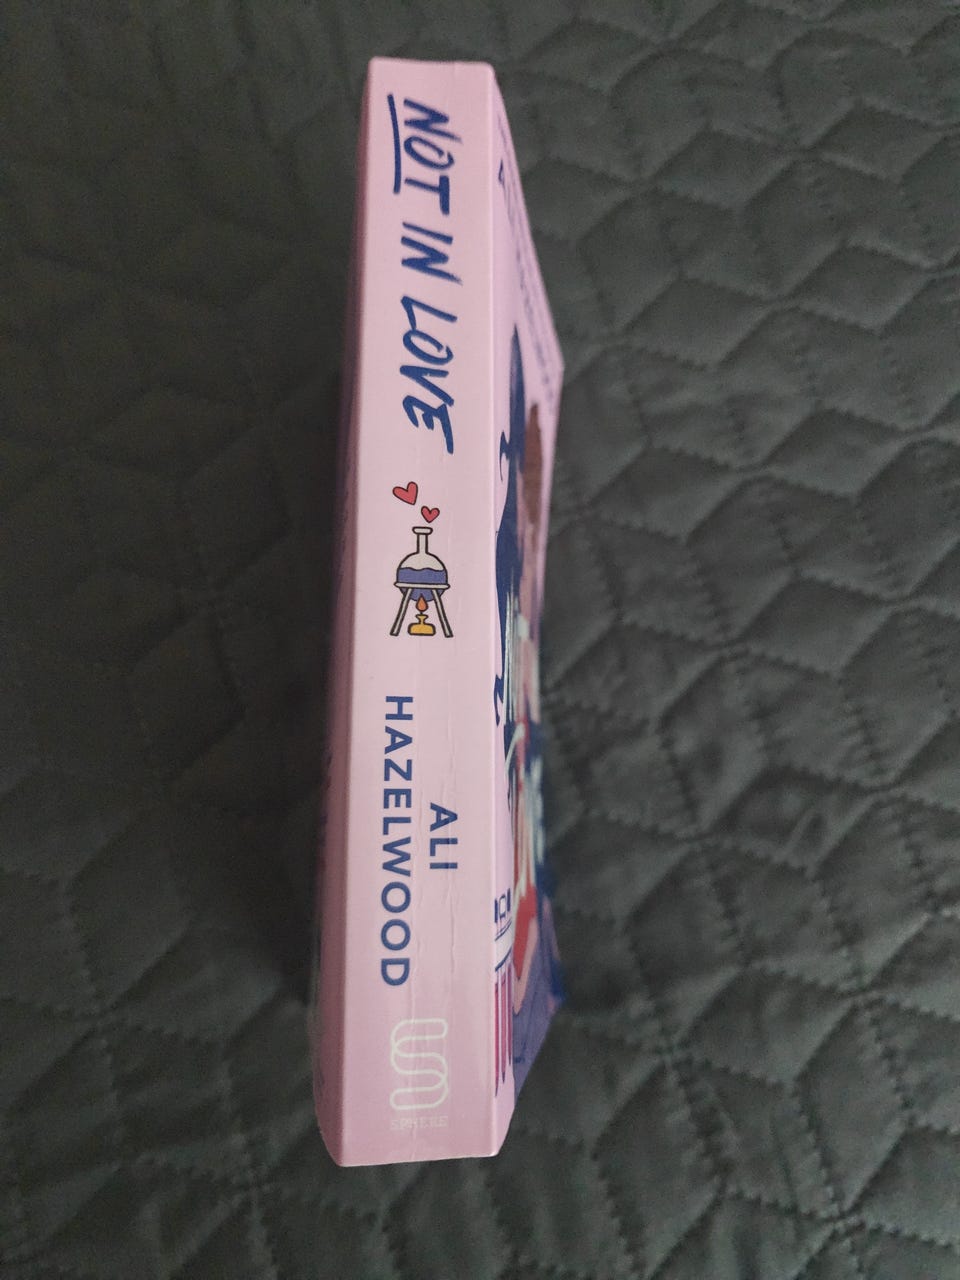 NOT IN LOVE
ALI
HAZELWOOD
SPHERE